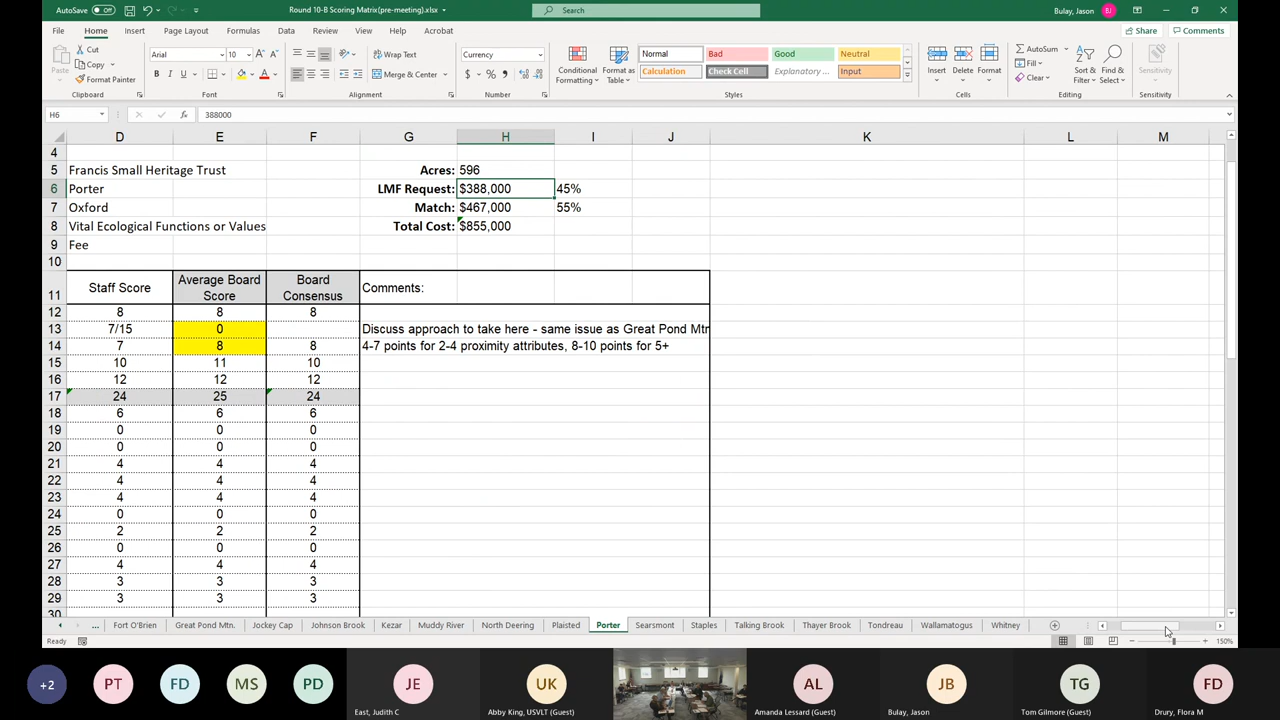 AutoSave Off Round 10-B Scoring Matrix(pre-meeting).xlsx Search Bulay, Jason BJ
File Home Insert Page Layout Formulas Data Review View Help Acrobat Share Comments
Paste Cut Copy Format Painter Clipboard
Arial 10 B I U Font
Wrap Text Merge & Center Alignment
Currency $ % Number
Conditional Formatting Format as Table Normal Bad Good Neutral Calculation Check Cell Explanatory ... Input Styles
Insert Delete Format Cells
AutoSum Fill Clear Sort & Filter Find & Select Editing
Sensitivity Sensitivity
H6 fx 388000
D E F G H I J K L M
4
5 Francis Small Heritage Trust Acres: 596
6 Porter LMF Request: $388,000 45%
7 Oxford Match: $467,000 55%
8 Vital Ecological Functions or Values Total Cost: $855,000
9 Fee
10
11 Staff Score Average Board Score Board Consensus Comments:
12 8 8 8
13 7/15 0 Discuss approach to take here - same issue as Great Pond Mtn
14 7 8 8 4-7 points for 2-4 proximity attributes, 8-10 points for 5+
15 10 11 10
16 12 12 12
17 24 25 24
18 6 6 6
19 0 0 0
20 0 0 0
21 4 4 4
22 4 4 4
23 4 4 4
24 0 0 0
25 2 2 2
26 0 0 0
27 4 4 4
28 3 3 3
29 3 3 3
30
... Fort O'Brien Great Pond Mtn. Jockey Cap Johnson Brook Kezar Muddy River North Deering Plaisted Porter Searsmont Staples Talking Brook Thayer Brook Tondreau Wallamatogus Whitney
Ready 150%
+2 PT FD MS PD JE UK AL JB TG FD
East, Judith C Abby King, USVLT (Guest) Amanda Lessard (Guest) Bulay, Jason Tom Gilmore (Guest) Drury, Flora M